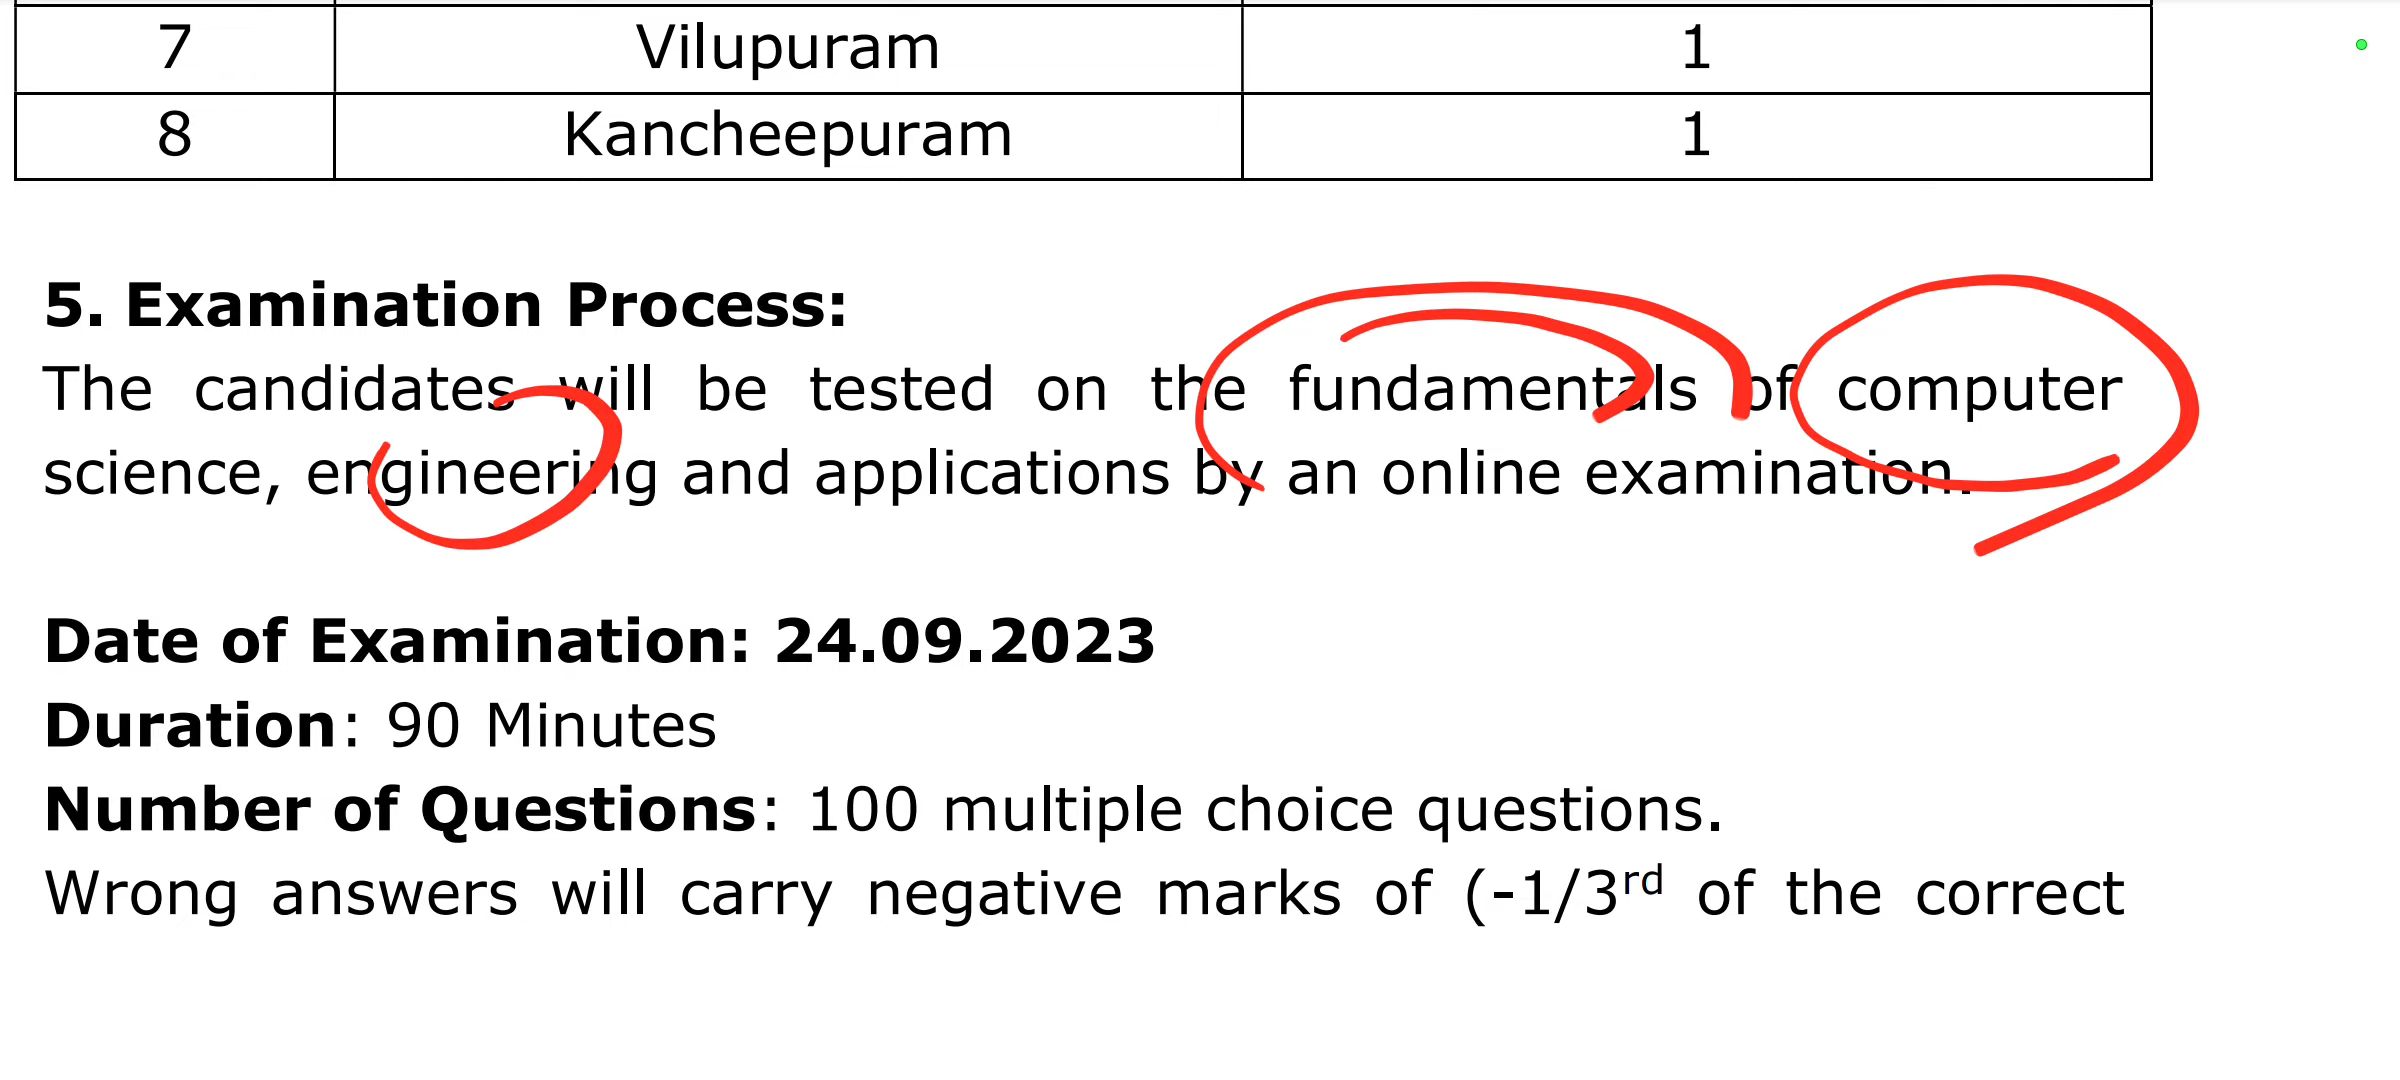 7 Vilupuram 1
8 Kancheepuram 1
5. Examination Process:
The candidates will be tested on the fundamentals of computer
science, engineering and applications by an online examination.
Date of Examination: 24.09.2023
Duration: 90 Minutes
Number of Questions: 100 multiple choice questions.
Wrong answers will carry negative marks of (-1/3rd of the correct